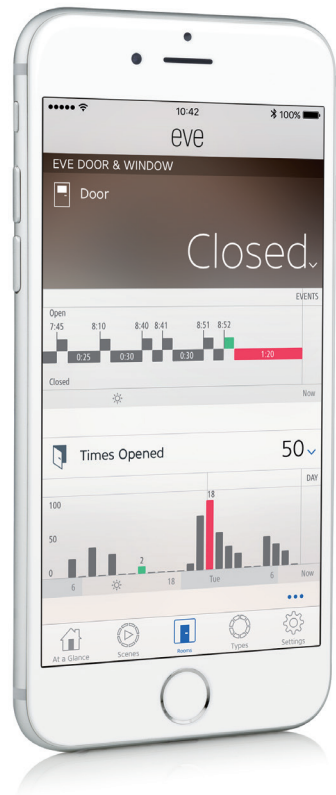 10:42
100%
eve
EVE DOOR & WINDOW
Door
Closed
EVENTS
Open
7:45 8:10 8:40 8:41 8:51 8:52
0:25 0:30 0.30 1:20
Closed
Now
Times Opened
50
DAY
18
100
50
2
0
6 18 Tue 6 Now
At a Glance Scenes Rooms Types Settings